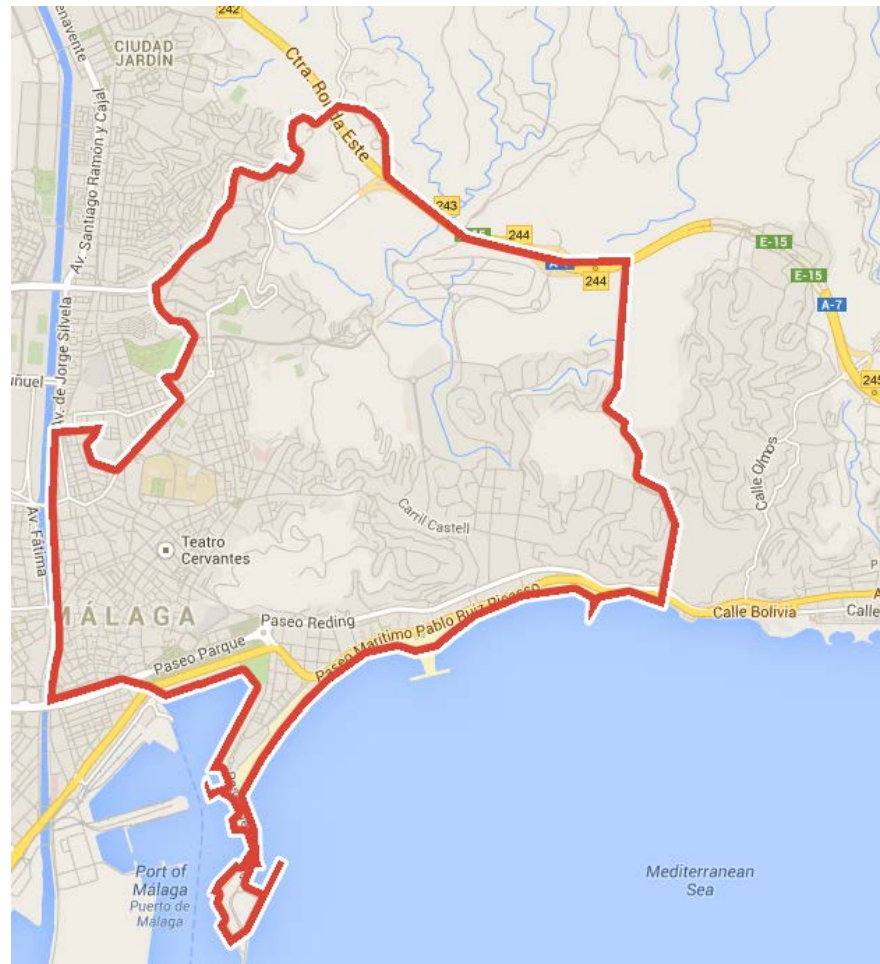 242
CIUDAD
JARDÍN
Ctra. Ronda Este
Av. Santiago Ramón y Cajal
243
244
E-15
A-7
244
E-15
E-15
A-7
245
Av. de Jorge Silvela
Calle Olmos
Carril Castell
Av. Fátima
Teatro
Cervantes
MÁLAGA
Paseo Reding
Paseo Marítimo Pablo Ruiz Picasso
Calle Bolivia
Calle
Paseo Parque
Port of
Málaga
Puerto de
Málaga
Mediterranean
Sea